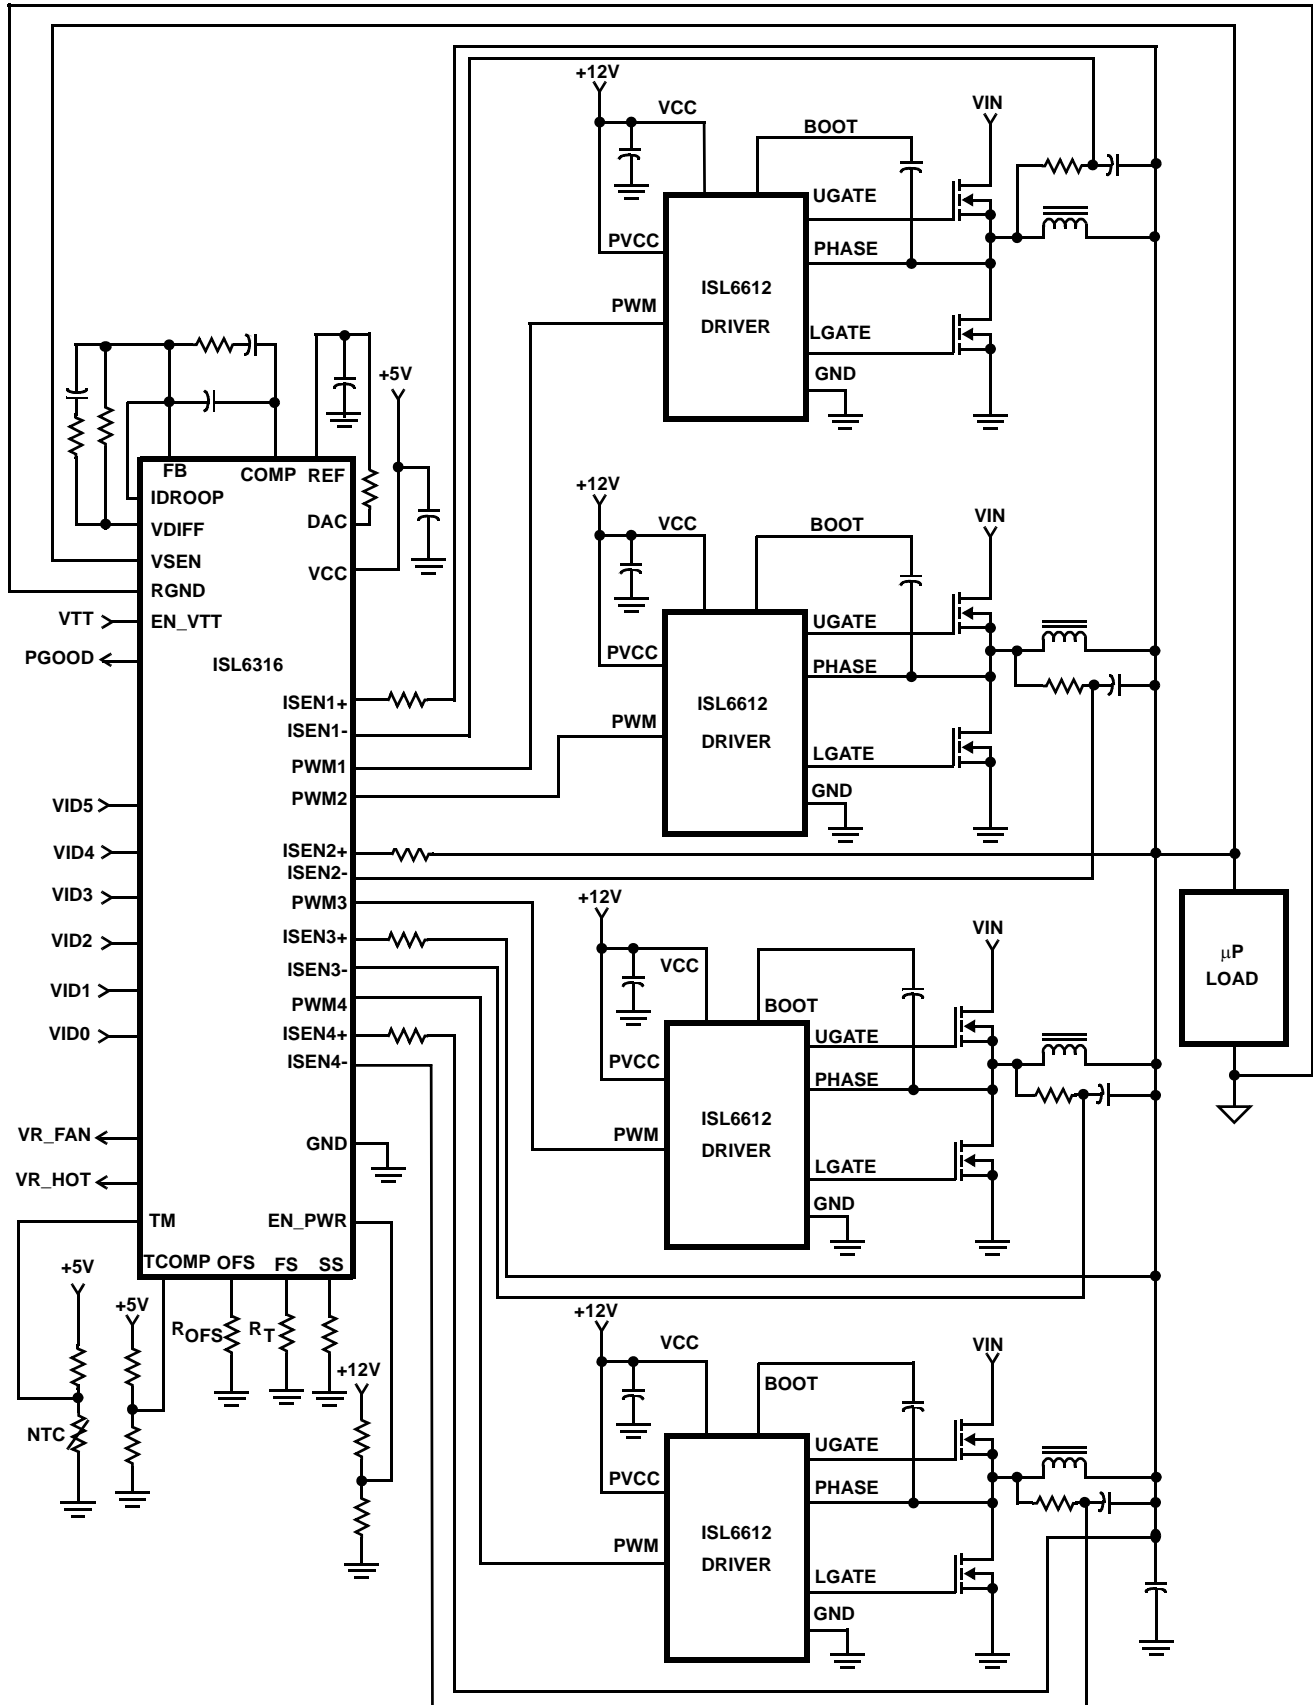 +12V
VCC
BOOT
VIN
UGATE
PVCC
PHASE
ISL6612
DRIVER
PWM
LGATE
GND
+5V
FB
COMP
REF
IDROOP
VDIFF
DAC
VSEN
VCC
RGND
VTT
EN_VTT
PGOOD
ISL6316
ISEN1+
ISEN1-
PWM1
PWM2
VID5
VID4
ISEN2+
ISEN2-
VID3
PWM3
VID2
ISEN3+
ISEN3-
VID1
PWM4
VID0
ISEN4+
ISEN4-
VR_FAN
GND
VR_HOT
TM
EN_PWR
TCOMP
OFS
FS
SS
+5V
+5V
ROFS
RT
+12V
NTC
+12V
VCC
BOOT
VIN
UGATE
PVCC
PHASE
ISL6612
DRIVER
PWM
LGATE
GND
+12V
VCC
BOOT
VIN
UGATE
PVCC
PHASE
ISL6612
DRIVER
PWM
LGATE
GND
µP
LOAD
+12V
VCC
BOOT
VIN
UGATE
PVCC
PHASE
ISL6612
DRIVER
PWM
LGATE
GND